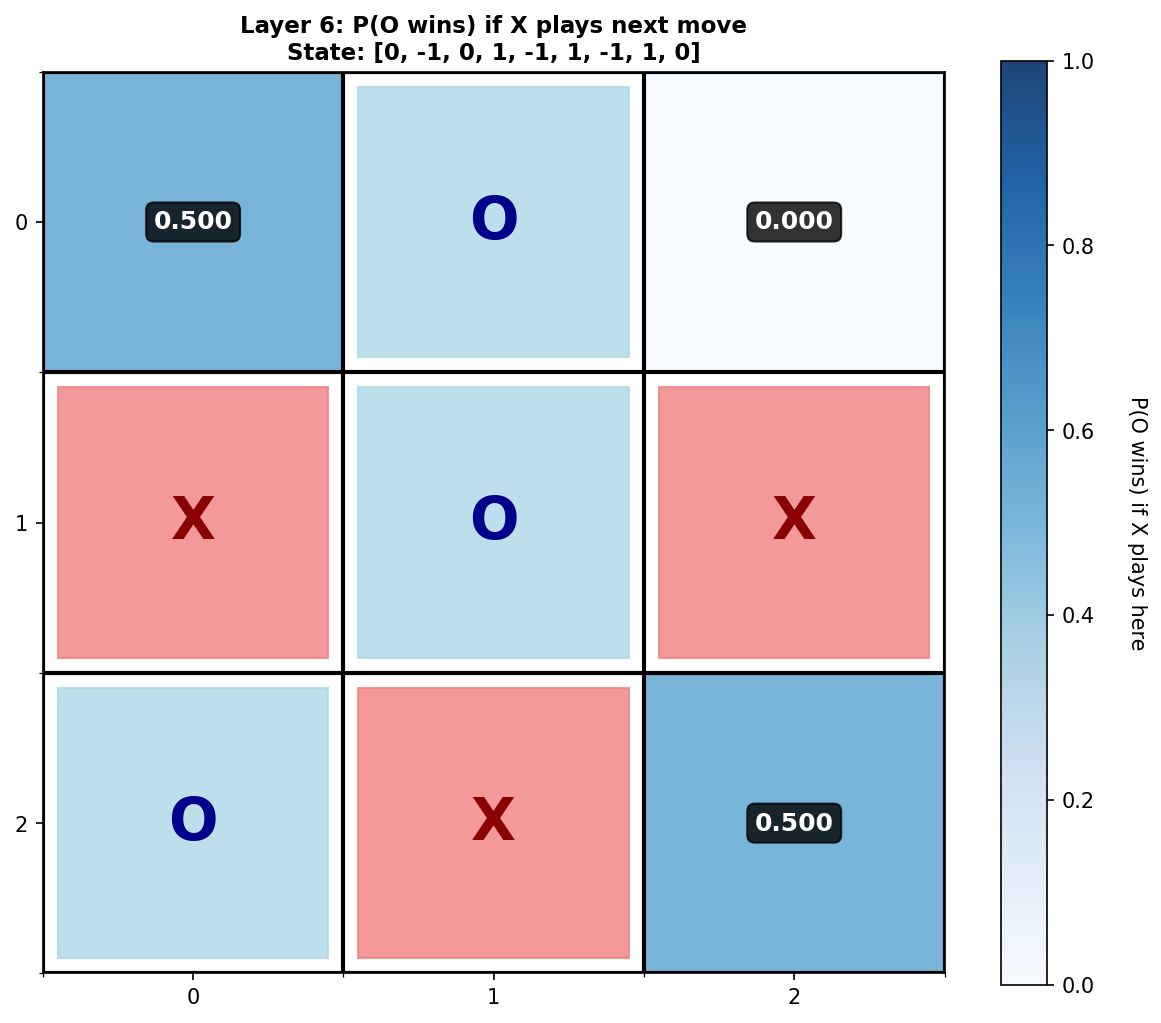 Layer 6: P(O wins) if X plays next move
State: [0, -1, 0, 1, -1, 1, -1, 1, 0]
0.500 O 0.000
X O X
O X 0.500
0
1
2
0 1 2
1.0
0.8
0.6
0.4
0.2
0.0
P(O wins) if X plays here